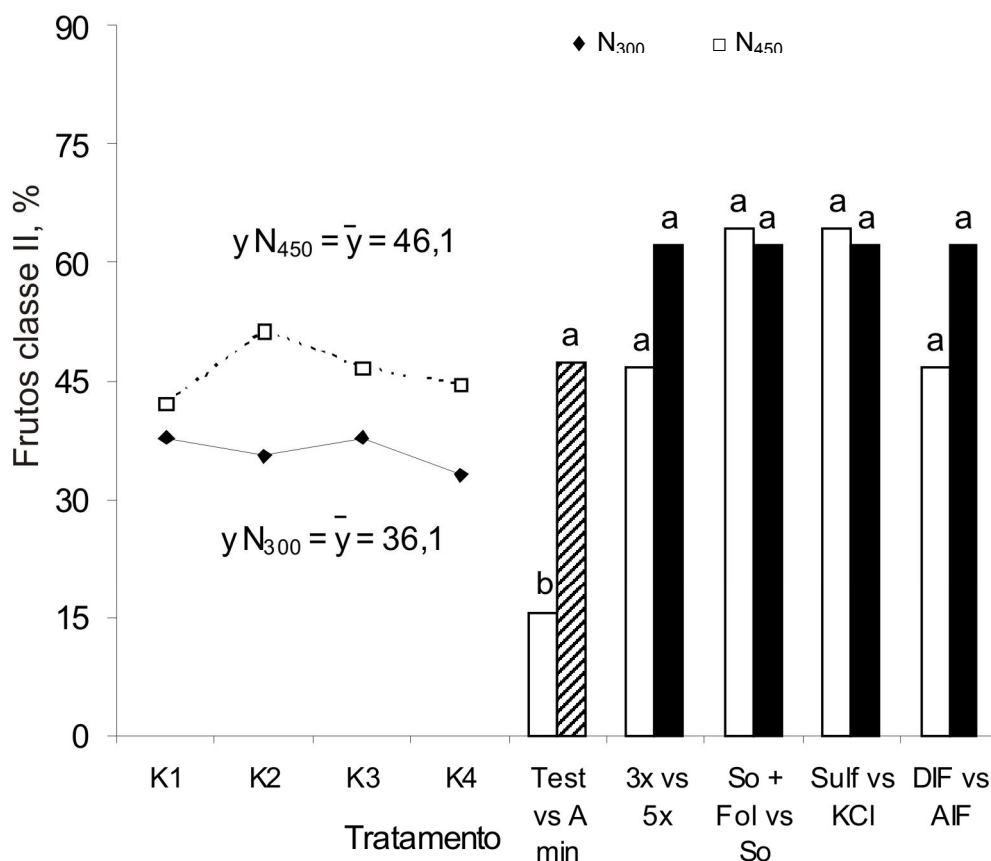 90
75
60
45
30
15
0
Frutos classe II, %
N300
N450
y N450 = ȳ = 46,1
y N300 = ȳ = 36,1
b
a
a
a
a
a
a
a
a
a
K1
K2
K3
K4
Test
vs A
min
3x vs
5x
So +
Fol vs
So
Sulf vs
KCl
DIF vs
AIF
Tratamento